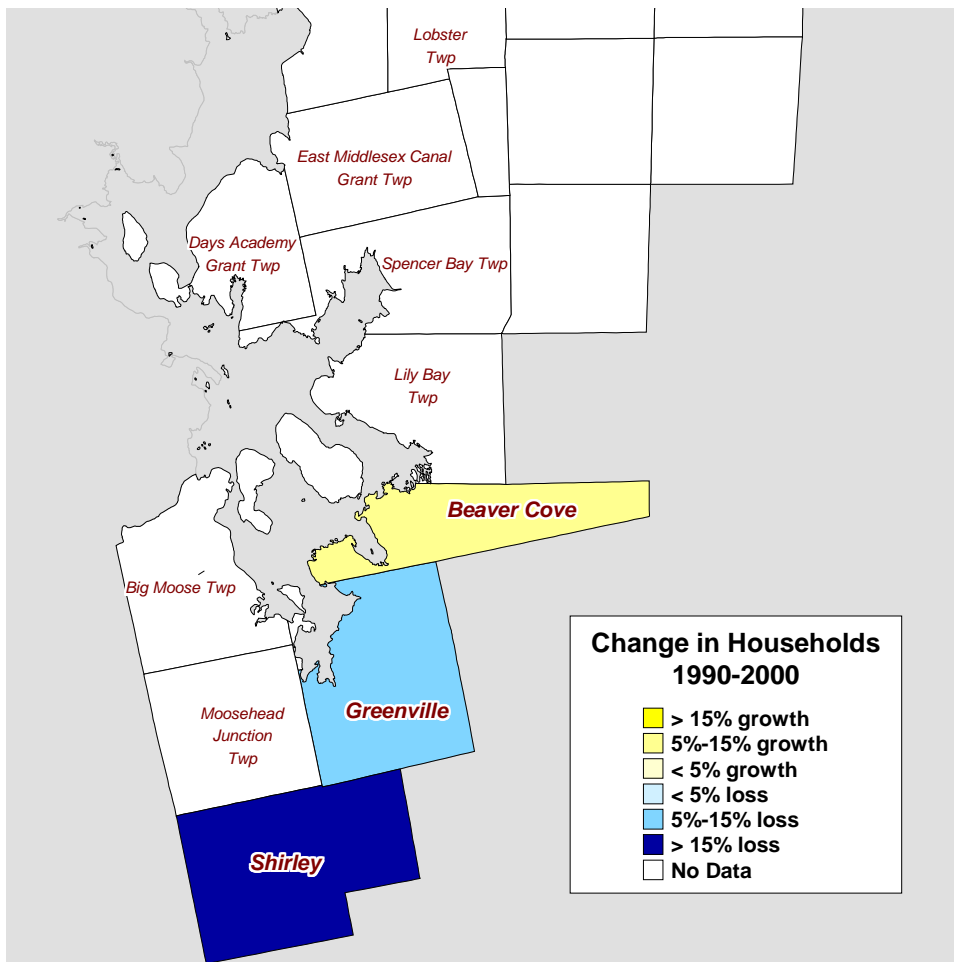 Lobster
Twp
East Middlesex Canal
Grant Twp
Days Academy
Grant Twp
Spencer Bay Twp
Lily Bay
Twp
Beaver Cove
Big Moose Twp
Greenville
Moosehead
Junction
Twp
Shirley
Change in Households
1990-2000
> 15% growth
5%-15% growth
< 5% growth
< 5% loss
5%-15% loss
> 15% loss
No Data